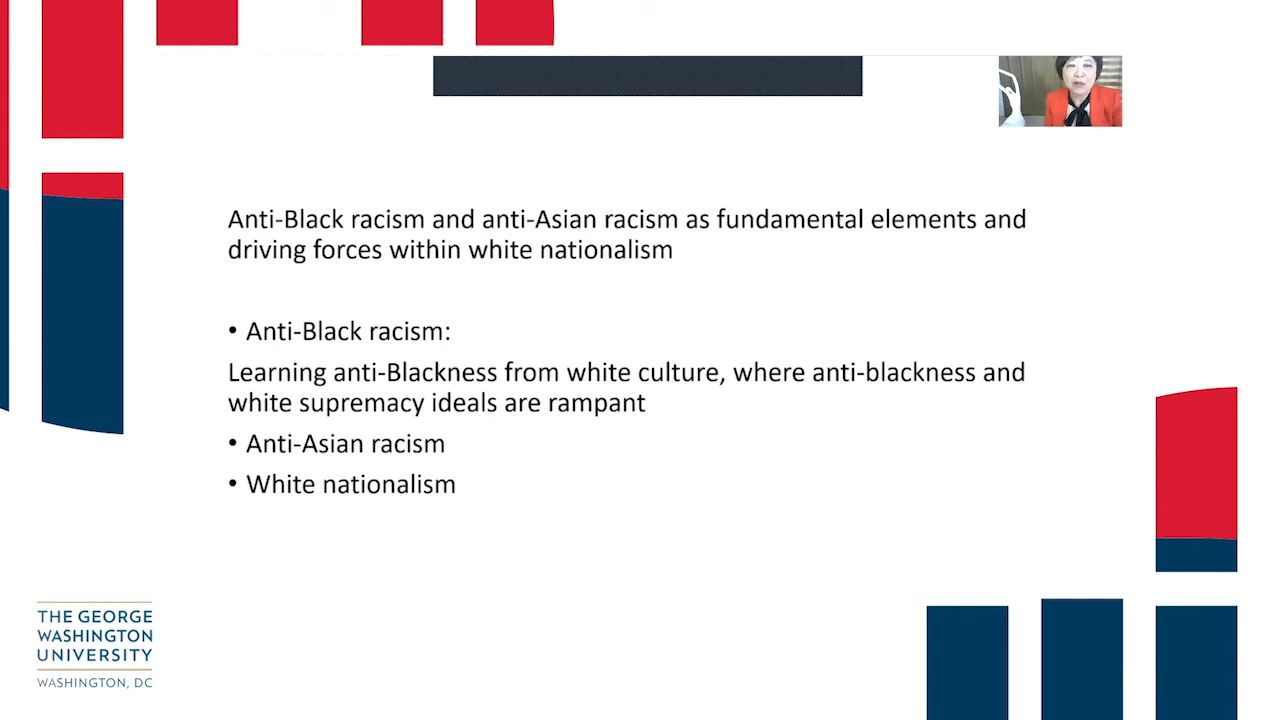 Anti-Black racism and anti-Asian racism as fundamental elements and
driving forces within white nationalism
• Anti-Black racism:
Learning anti-Blackness from white culture, where anti-blackness and
white supremacy ideals are rampant
• Anti-Asian racism
• White nationalism
THE GEORGE
WASHINGTON
UNIVERSITY
WASHINGTON, DC